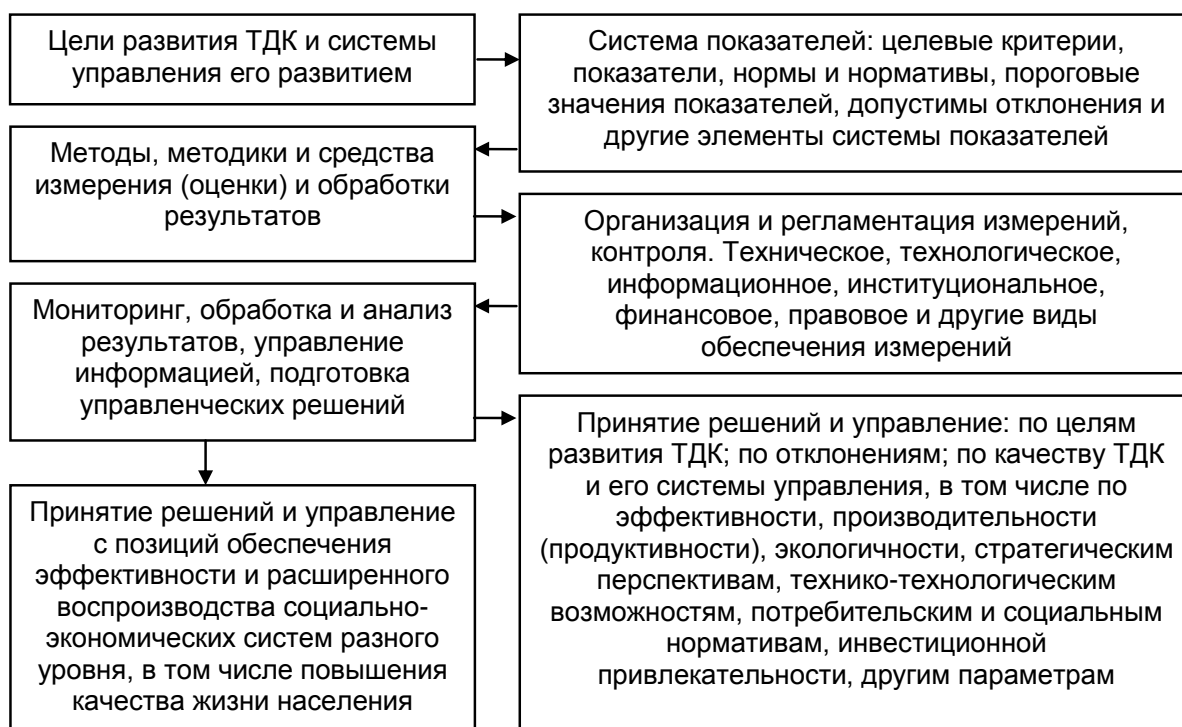 Цели развития ТДК и системы
управления его развитием
Система показателей: целевые критерии,
показатели, нормы и нормативы, пороговые
значения показателей, допустимы отклонения и
другие элементы системы показателей
Методы, методики и средства
измерения (оценки) и обработки
результатов
Организация и регламентация измерений,
контроля. Техническое, технологическое,
информационное, институциональное,
финансовое, правовое и другие виды
обеспечения измерений
Мониторинг, обработка и анализ
результатов, управление
информацией, подготовка
управленческих решений
Принятие решений и управление: по целям
развития ТДК; по отклонениям; по качеству ТДК
и его системы управления, в том числе по
эффективности, производительности
(продуктивности), экологичности, стратегическим
перспективам, технико-технологическим
возможностям, потребительским и социальным
нормативам, инвестиционной
привлекательности, другим параметрам
Принятие решений и управление
с позиций обеспечения
эффективности и расширенного
воспроизводства социально-
экономических систем разного
уровня, в том числе повышения
качества жизни населения